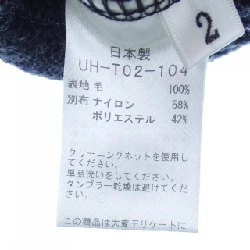 2
日本製
UH-T02-104
表地 毛 100%
別布 ナイロン 58%
ポリエステル 42%
クリーニングネットを使用し
てください。
単品洗いをしてください。
タンブラー乾燥は避けてくだ
さい。
この商品は大変デリケートに